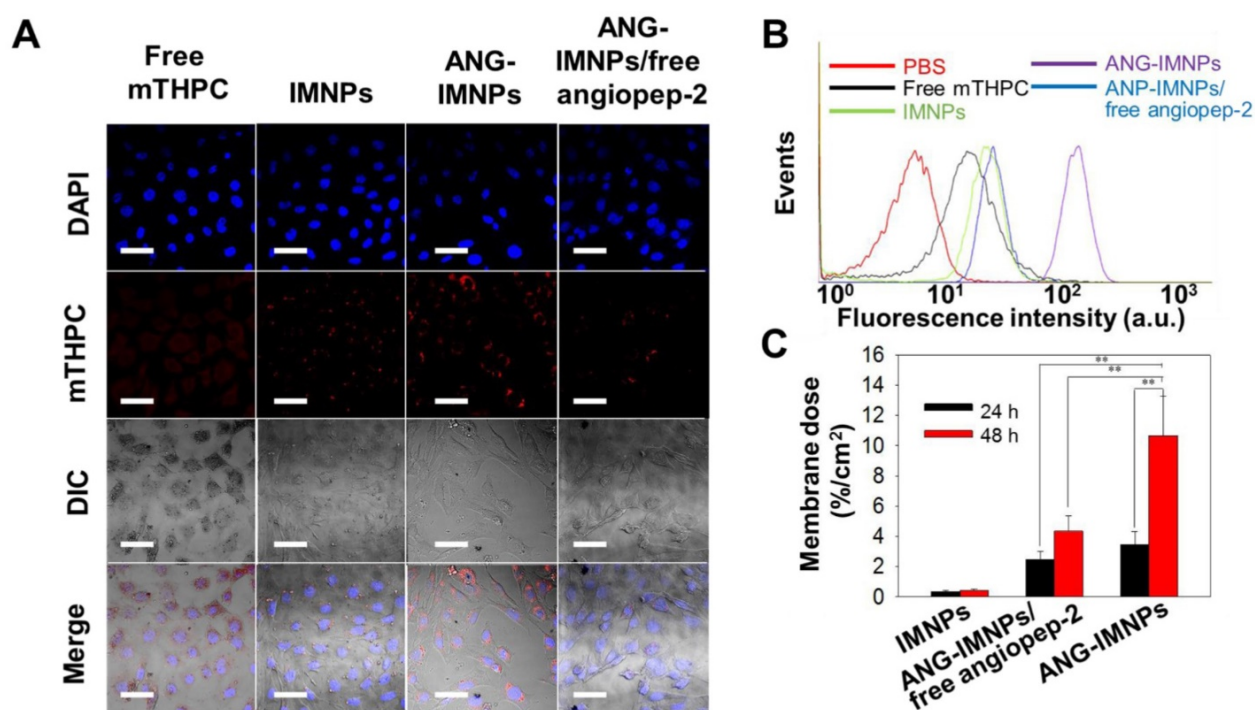 A
Free
mTHPC
IMNPs
ANG-
IMNPs
ANG-
IMNPs/free
angiopep-2
DAPI
mTHPC
DIC
Merge
B
PBS
Free mTHPC
IMNPs
ANG-IMNPs
ANP-IMNPs/
free angiopep-2
Events
10⁰
10¹
10²
10³
Fluorescence intensity (a.u.)
C
Membrane dose
(%/cm²)
16
14
12
10
8
6
4
2
0
24 h
48 h
**
**
**
IMNPs
ANG-IMNPs/
free angiopep-2
ANG-IMNPs